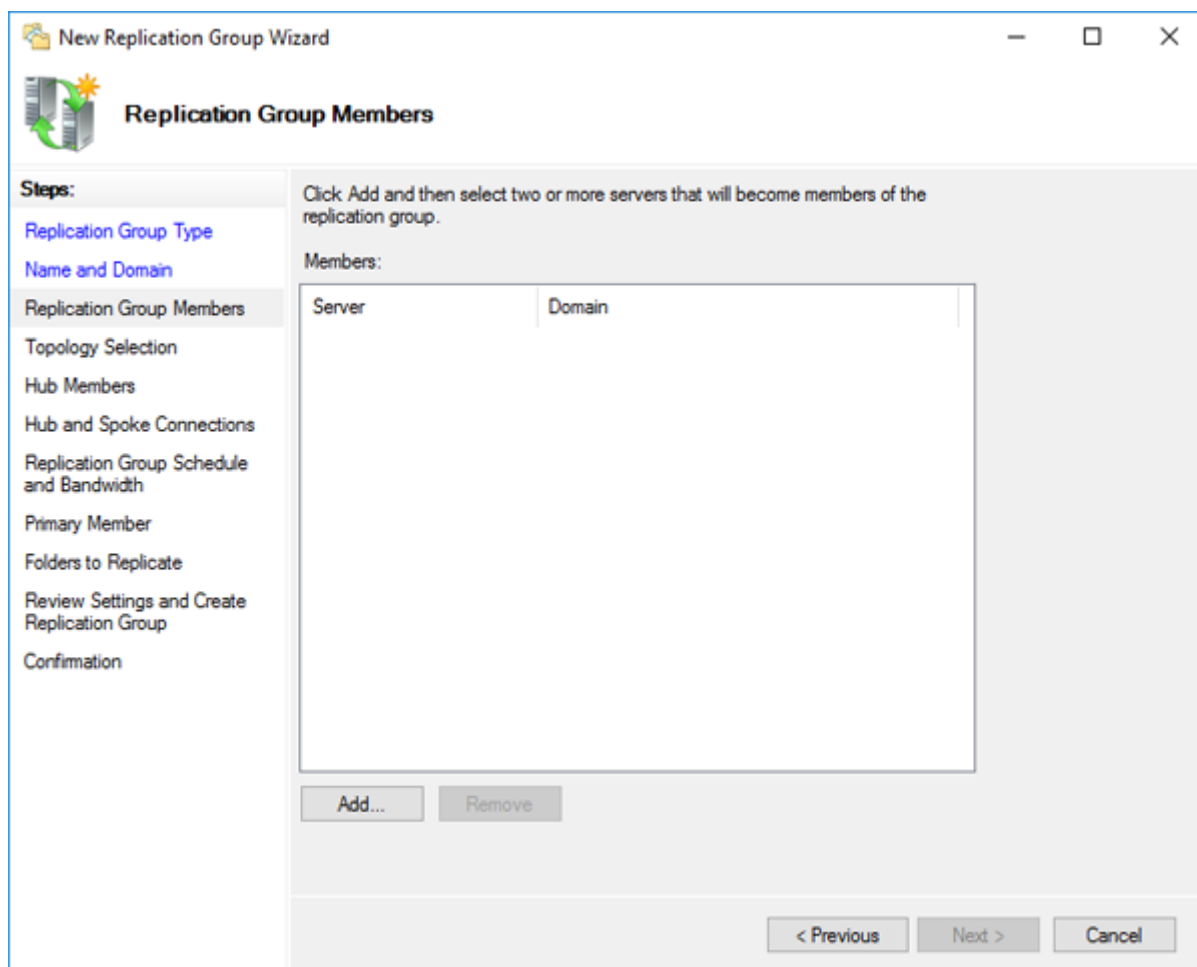 New Replication Group Wizard
Replication Group Members
Steps:
Replication Group Type
Name and Domain
Replication Group Members
Topology Selection
Hub Members
Hub and Spoke Connections
Replication Group Schedule
and Bandwidth
Primary Member
Folders to Replicate
Review Settings and Create
Replication Group
Confirmation
Click Add and then select two or more servers that will become members of the
replication group.
Members:
Server Domain
Add... Remove
< Previous Next > Cancel